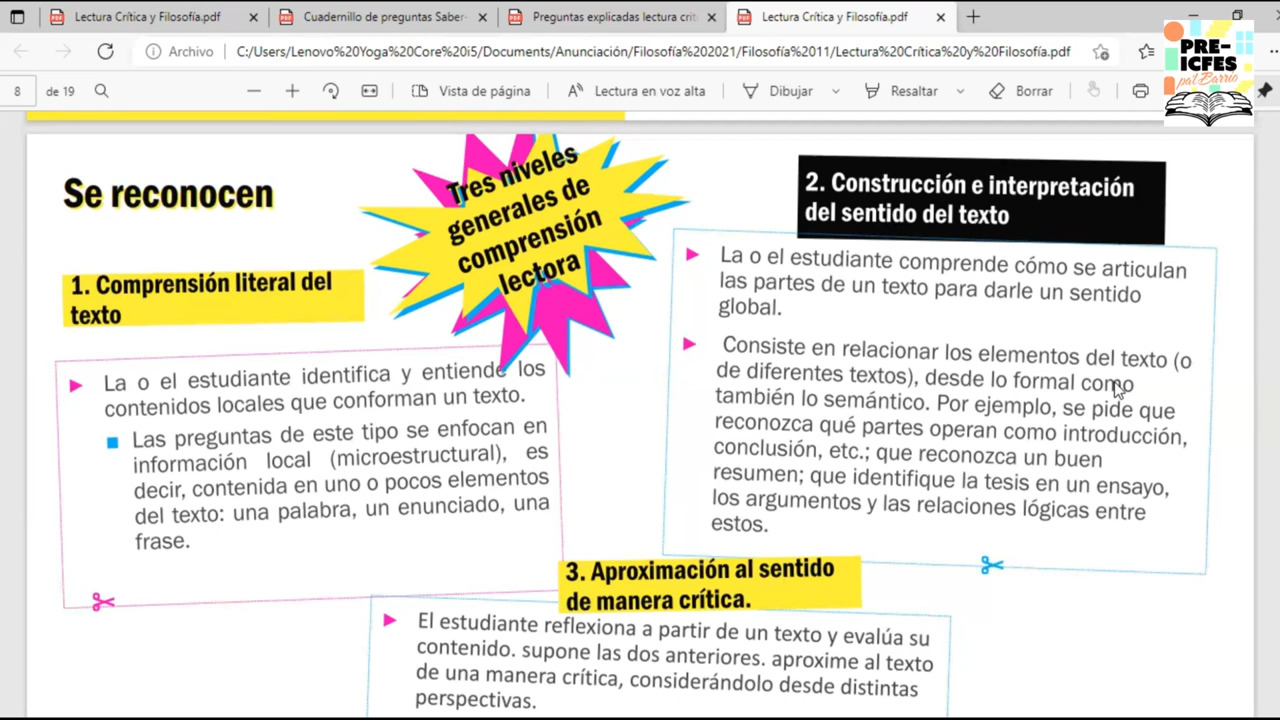 Lectura Crítica y Filosofía.pdf
Cuadernillo de preguntas Saber-
Preguntas explicadas lectura crit
Lectura Crítica y Filosofía.pdf
Archivo
C:/Users/Lenovo%20Yoga%20Core%20i5/Documents/Anunciación/Filosofía%202021/Filosofía%2011/Lectura%20Crítica%20y%20Filosofía.pdf
8
de 19
Vista de página
Lectura en voz alta
Dibujar
Resaltar
Borrar
PRE-
ICFES
pa'l Barrio
Se reconocen
Tres niveles
generales de
comprensión
lectora
1. Comprensión literal del
texto
La o el estudiante identifica y entiende los
contenidos locales que conforman un texto.
Las preguntas de este tipo se enfocan en
información local (microestructural), es
decir, contenida en uno o pocos elementos
del texto: una palabra, un enunciado, una
frase.
2. Construcción e interpretación
del sentido del texto
La o el estudiante comprende cómo se articulan
las partes de un texto para darle un sentido
global.
Consiste en relacionar los elementos del texto (o
de diferentes textos), desde lo formal como
también lo semántico. Por ejemplo, se pide que
reconozca qué partes operan como introducción,
conclusión, etc.; que reconozca un buen
resumen; que identifique la tesis en un ensayo,
los argumentos y las relaciones lógicas entre
estos.
3. Aproximación al sentido
de manera crítica.
El estudiante reflexiona a partir de un texto y evalúa su
contenido. supone las dos anteriores. aproxime al texto
de una manera crítica, considerándolo desde distintas
perspectivas.